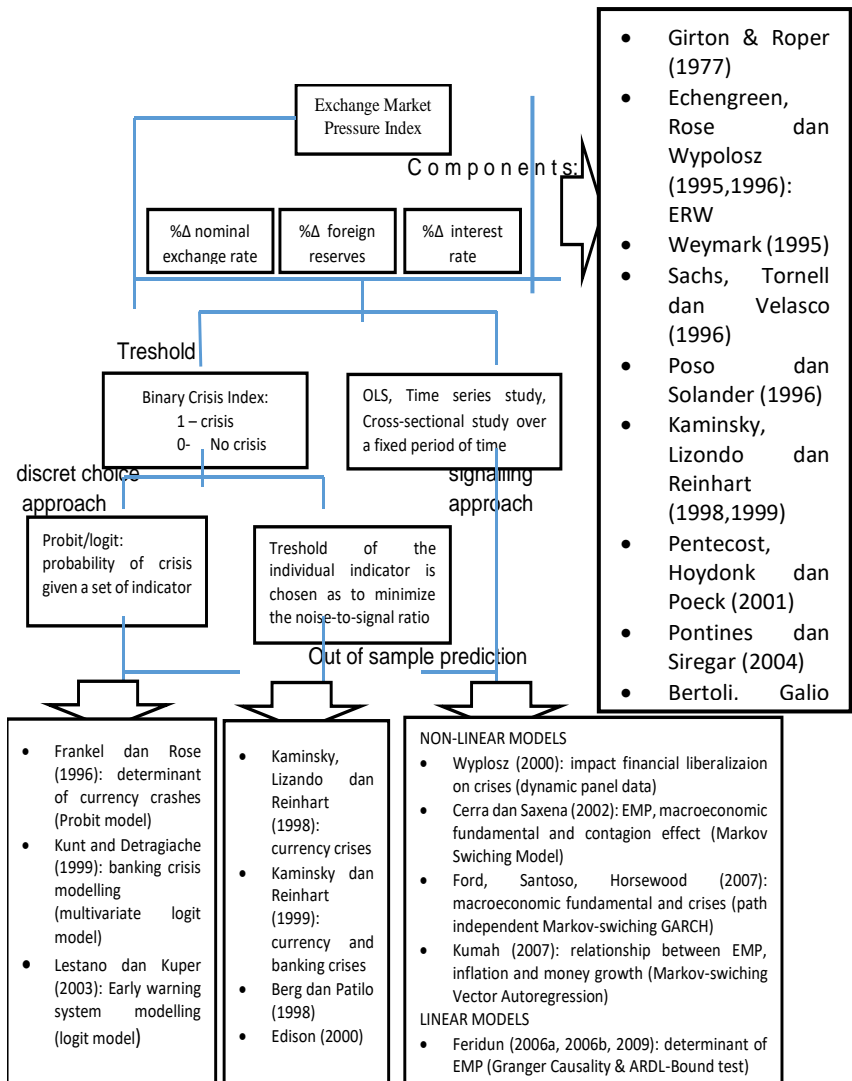 Exchange Market
Pressure Index
Components:
%Δ nominal
exchange rate
%Δ foreign
reserves
%Δ interest
rate
Treshold
Binary Crisis Index:
1 – crisis
0- No crisis
OLS, Time series study,
Cross-sectional study over
a fixed period of time
discret choice
approach
signalling
approach
Probit/logit:
probability of crisis
given a set of indicator
Treshold of the
individual indicator is
chosen as to minimize
the noise-to-signal ratio
Out of sample prediction
• Girton & Roper
(1977)
• Echengreen,
Rose dan
Wypolosz
(1995,1996):
ERW
• Weymark (1995)
• Sachs, Tornell
dan Velasco
(1996)
• Poso dan
Solander (1996)
• Kaminsky,
Lizondo dan
Reinhart
(1998,1999)
• Pentecost,
Hoydonk dan
Poeck (2001)
• Pontines dan
Siregar (2004)
• Bertoli. Galio
• Frankel dan Rose
(1996): determinant
of currency crashes
(Probit model)
• Kunt and Detragiache
(1999): banking crisis
modelling
(multivariate logit
model)
• Lestano dan Kuper
(2003): Early warning
system modelling
(logit model)
• Kaminsky,
Lizando dan
Reinhart
(1998):
currency crises
• Kaminsky dan
Reinhart
(1999):
currency and
banking crises
• Berg dan Patilo
(1998)
• Edison (2000)
NON-LINEAR MODELS
• Wyplosz (2000): impact financial liberalizaion
on crises (dynamic panel data)
• Cerra dan Saxena (2002): EMP, macroeconomic
fundamental and contagion effect (Markov
Swiching Model)
• Ford, Santoso, Horsewood (2007):
macroeconomic fundamental and crises (path
independent Markov-swiching GARCH)
• Kumah (2007): relationship between EMP,
inflation and money growth (Markov-swiching
Vector Autoregression)
LINEAR MODELS
• Feridun (2006a, 2006b, 2009): determinant of
EMP (Granger Causality & ARDL-Bound test)